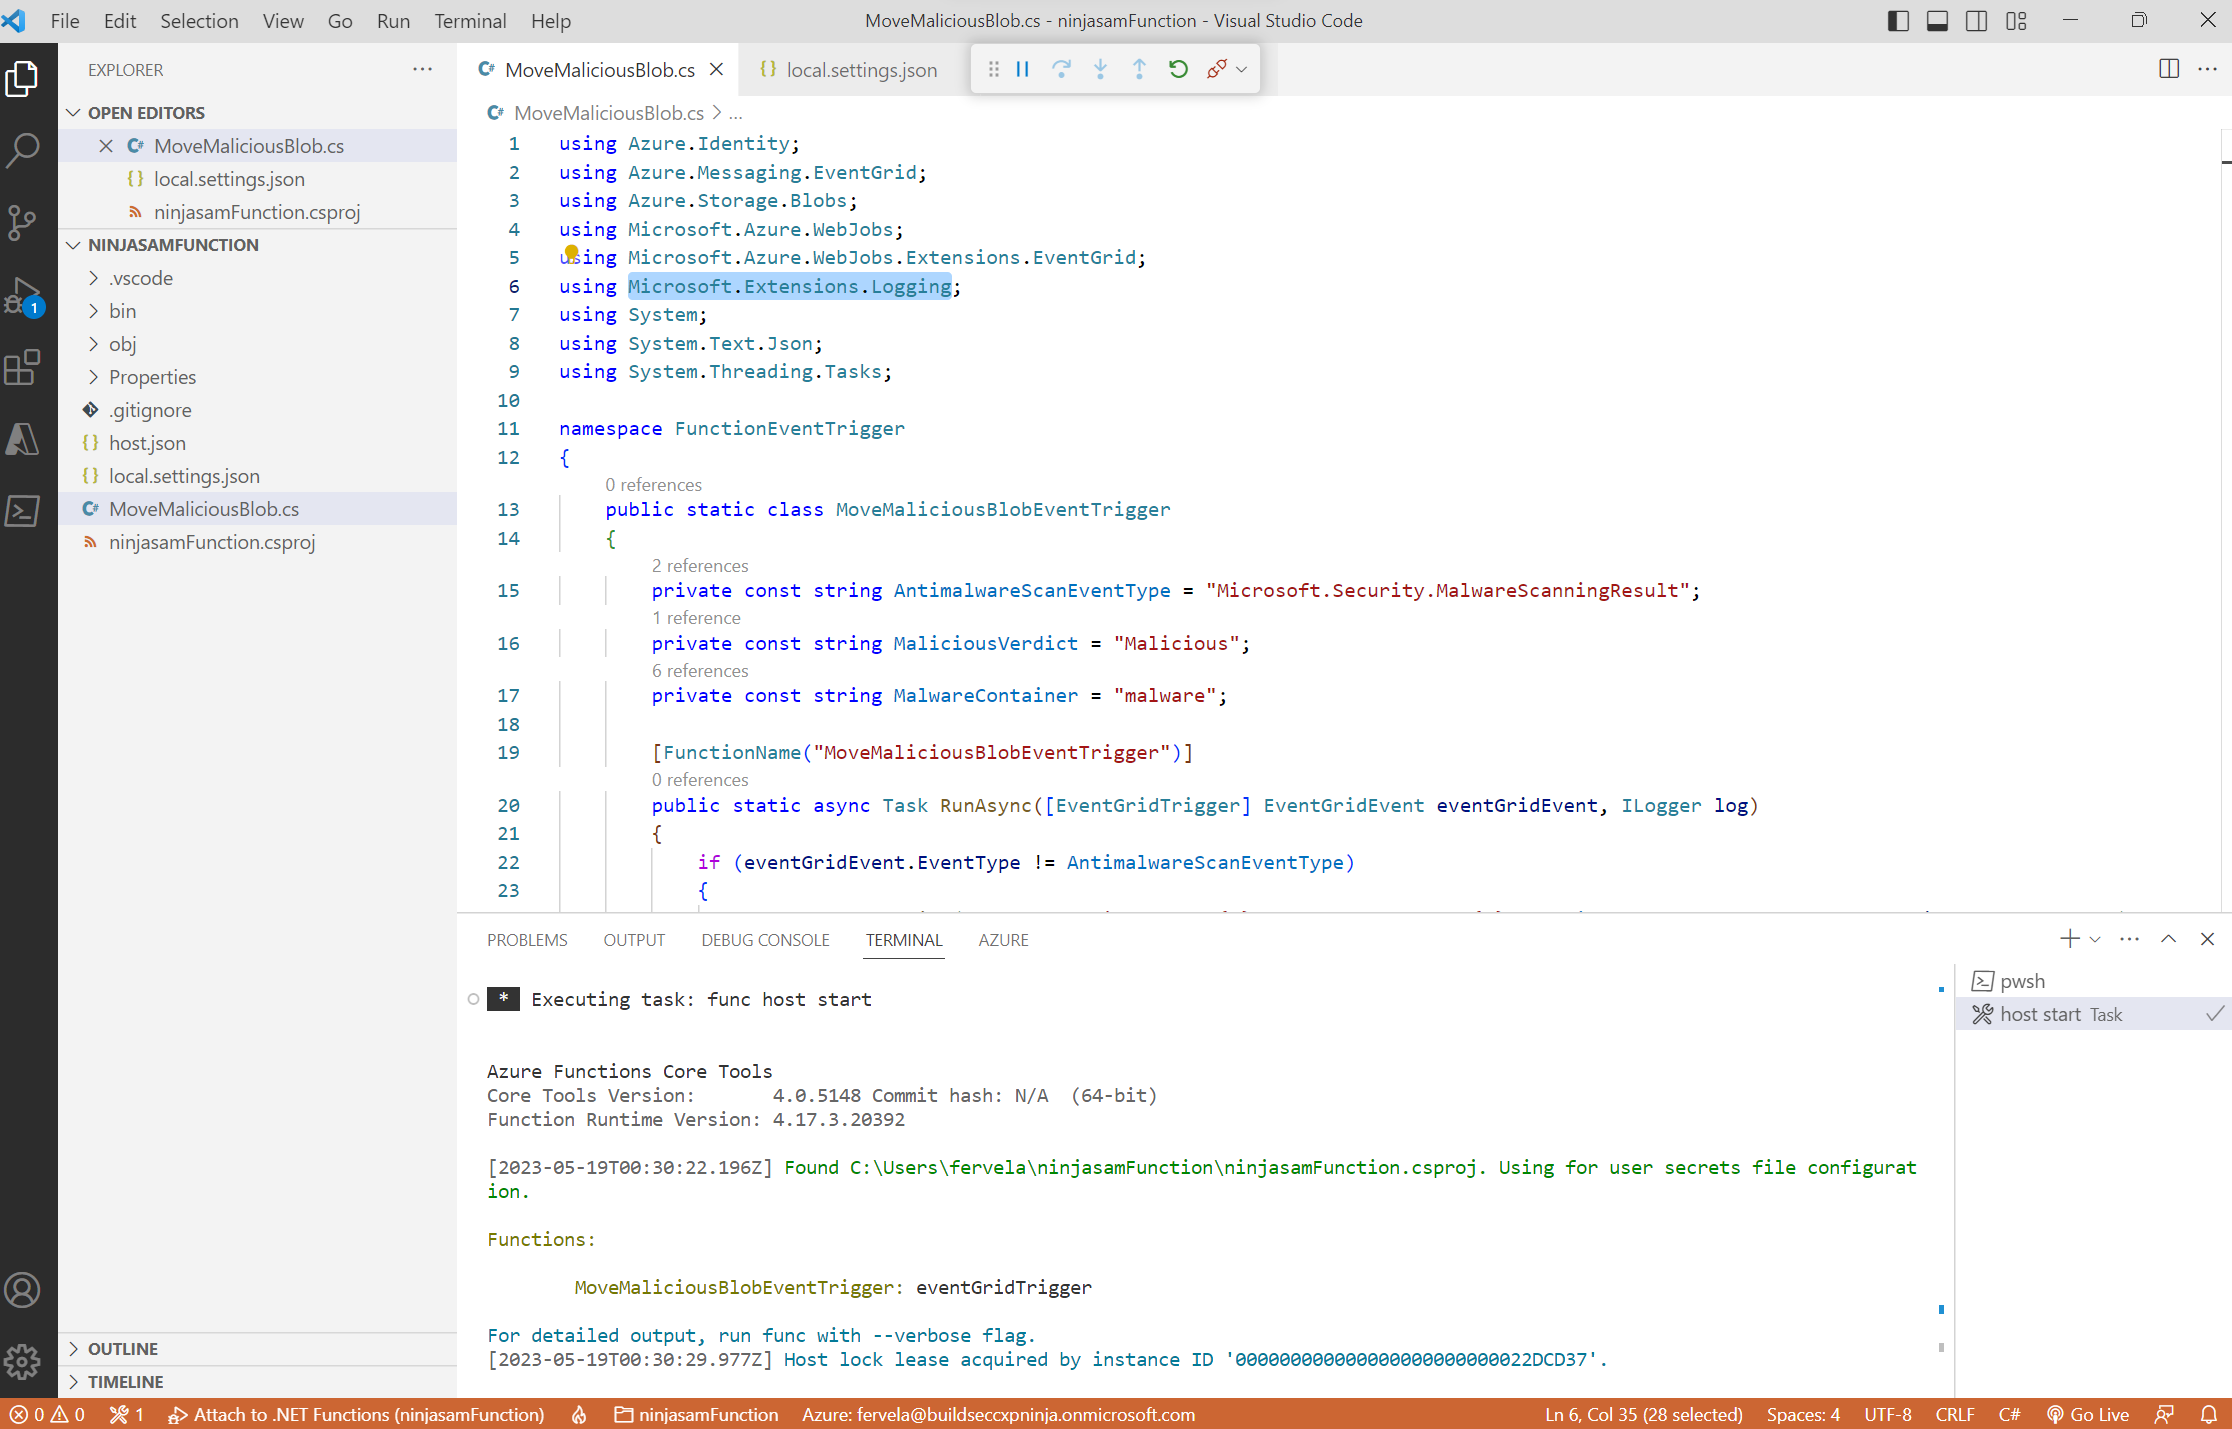 File Edit Selection View Go Run Terminal Help
MoveMaliciousBlob.cs - ninjasamFunction - Visual Studio Code
EXPLORER
OPEN EDITORS
MoveMaliciousBlob.cs
local.settings.json
ninjasamFunction.csproj
NINJASAMFUNCTION
.vscode
bin
obj
Properties
.gitignore
host.json
local.settings.json
MoveMaliciousBlob.cs
ninjasamFunction.csproj
OUTLINE
TIMELINE
1
MoveMaliciousBlob.cs local.settings.json
MoveMaliciousBlob.cs > ...
1 using Azure.Identity;
2 using Azure.Messaging.EventGrid;
3 using Azure.Storage.Blobs;
4 using Microsoft.Azure.WebJobs;
5 using Microsoft.Azure.WebJobs.Extensions.EventGrid;
6 using Microsoft.Extensions.Logging;
7 using System;
8 using System.Text.Json;
9 using System.Threading.Tasks;
10
11 namespace FunctionEventTrigger
12 {
0 references
13 public static class MoveMaliciousBlobEventTrigger
14 {
2 references
15 private const string AntimalwareScanEventType = "Microsoft.Security.MalwareScanningResult";
1 reference
16 private const string MaliciousVerdict = "Malicious";
6 references
17 private const string MalwareContainer = "malware";
18
19 [FunctionName("MoveMaliciousBlobEventTrigger")]
0 references
20 public static async Task RunAsync([EventGridTrigger] EventGridEvent eventGridEvent, ILogger log)
21 {
22 if (eventGridEvent.EventType != AntimalwareScanEventType)
23 {
PROBLEMS OUTPUT DEBUG CONSOLE TERMINAL AZURE
* Executing task: func host start
Azure Functions Core Tools
Core Tools Version: 4.0.5148 Commit hash: N/A (64-bit)
Function Runtime Version: 4.17.3.20392
[2023-05-19T00:30:22.196Z] Found C:\Users\fervela\ninjasamFunction\ninjasamFunction.csproj. Using for user secrets file configurat
ion.
Functions:
MoveMaliciousBlobEventTrigger: eventGridTrigger
For detailed output, run func with --verbose flag.
[2023-05-19T00:30:29.977Z] Host lock lease acquired by instance ID '00000000000000000000000022DCD37'.
pwsh
host start Task
0 0 1 Attach to .NET Functions (ninjasamFunction) ninjasamFunction Azure: fervela@buildseccxpninja.onmicrosoft.com Ln 6, Col 35 (28 selected) Spaces: 4 UTF-8 CRLF C# Go Live